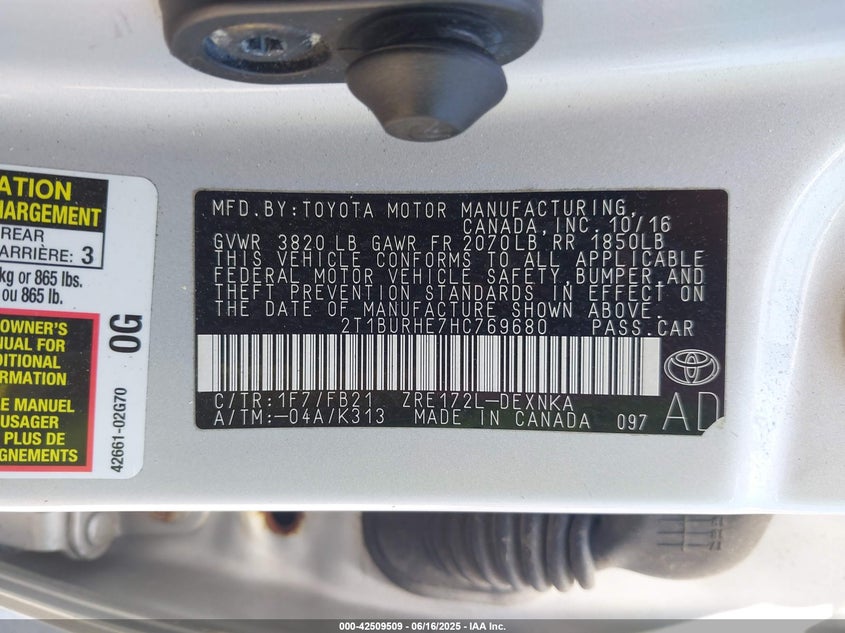 ATION
HARGEMENT
REAR
ARRIÈRE: 3
kg or 865 lbs.
ou 865 lb.
OWNER'S
NUAL FOR
DITIONAL
ORMATION
LE MANUEL
USAGER
PLUS DE
GNEMENTS
0G
42661-02G70
MFD.BY:TOYOTA MOTOR MANUFACTURING,
CANADA,INC. 10/16
GVWR 3820 LB GAWR FR 2070LB RR 1850LB
THIS VEHICLE CONFORMS TO ALL APPLICABLE
FEDERAL MOTOR VEHICLE SAFETY,BUMPER,AND
THEFT PREVENTION STANDARDS IN EFFECT ON
THE DATE OF MANUFACTURE SHOWN ABOVE.
2T1BURHE7HC769680 PASS.CAR
C/TR:1F7/FB21 ZRE172L-DEXNKA
A/TM:-04A/K313 MADE IN CANADA 097
AD
000-42509509 - 06/16/2025 - IAA Inc.